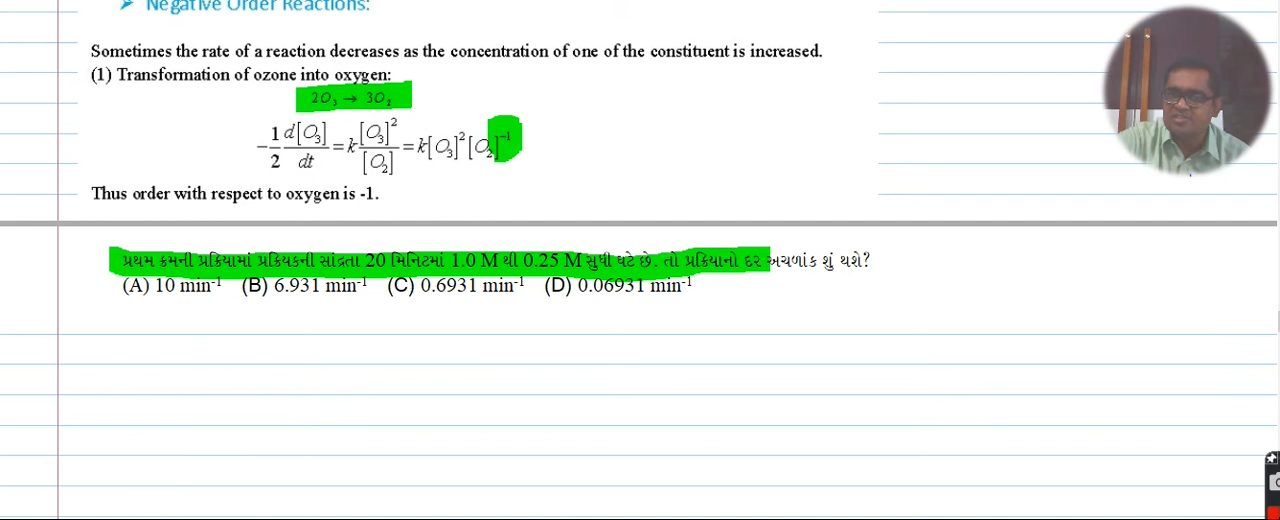 Negative Order Reactions:
Sometimes the rate of a reaction decreases as the concentration of one of the constituent is increased.
(1) Transformation of ozone into oxygen:
2O₃ → 3O₂
-1/2 d[O₃]/dt = k [O₃]²/[O₂] = k[O₃]²[O₂]⁻¹
Thus order with respect to oxygen is -1.
પ્રથમ ક્રમની પ્રક્રિયામાં પ્રક્રિયકની સાંદ્રતા 20 મિનિટમાં 1.0 M થી 0.25 M સુધી ઘટે છે. તો પ્રક્રિયાનો દર અચળાંક શું થશે?
(A) 10 min⁻¹ (B) 6.931 min⁻¹ (C) 0.6931 min⁻¹ (D) 0.06931 min⁻¹